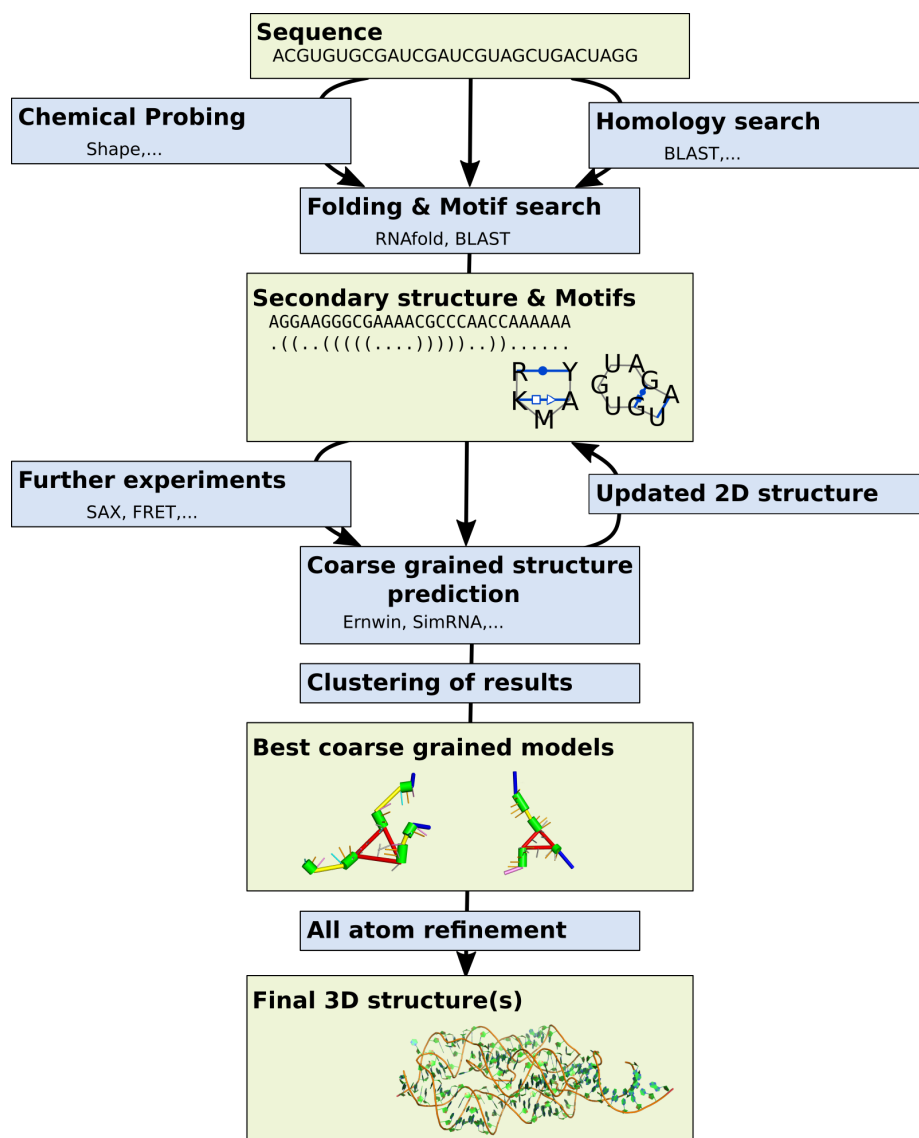 Sequence
ACGUGUGCGAUCGAUCGUAGCUGACUAGG
Chemical Probing
Shape,...
Homology search
BLAST,...
Folding & Motif search
RNAfold, BLAST
Secondary structure & Motifs
AGGAAGGGCGAAAACGCCCAACCAAAAAA
.((..(((((....)))))..))......
R Y
K A
M
U A
G G A
U G U
Further experiments
SAX, FRET,...
Updated 2D structure
Coarse grained structure
prediction
Ernwin, SimRNA,...
Clustering of results
Best coarse grained models
All atom refinement
Final 3D structure(s)